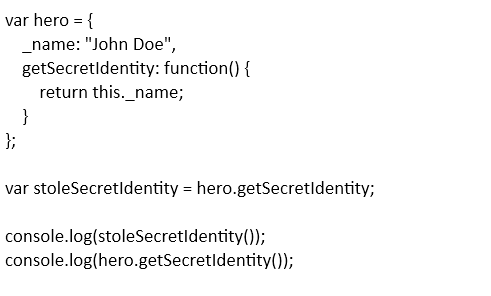 var hero = {
    _name: "John Doe",
    getSecretIdentity: function() {
        return this._name;
    }
};

var stoleSecretIdentity = hero.getSecretIdentity;

console.log(stoleSecretIdentity());
console.log(hero.getSecretIdentity());